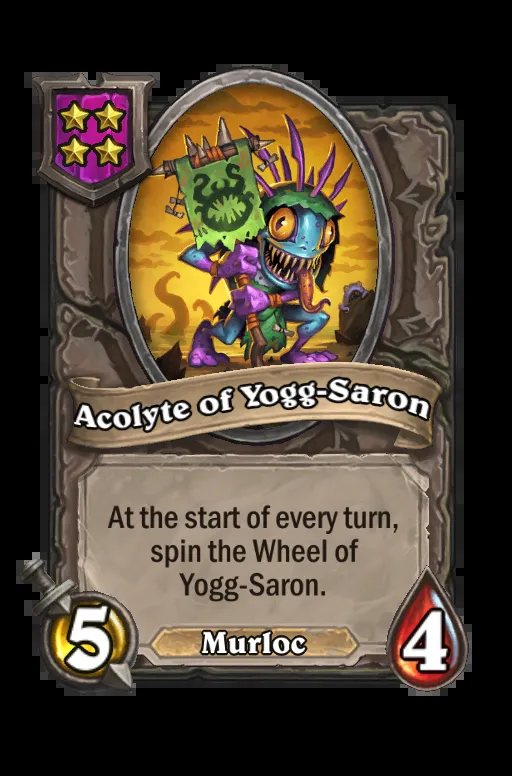 Acolyte of Yogg-Saron
At the start of every turn,
spin the Wheel of
Yogg-Saron.
5
Murloc
4